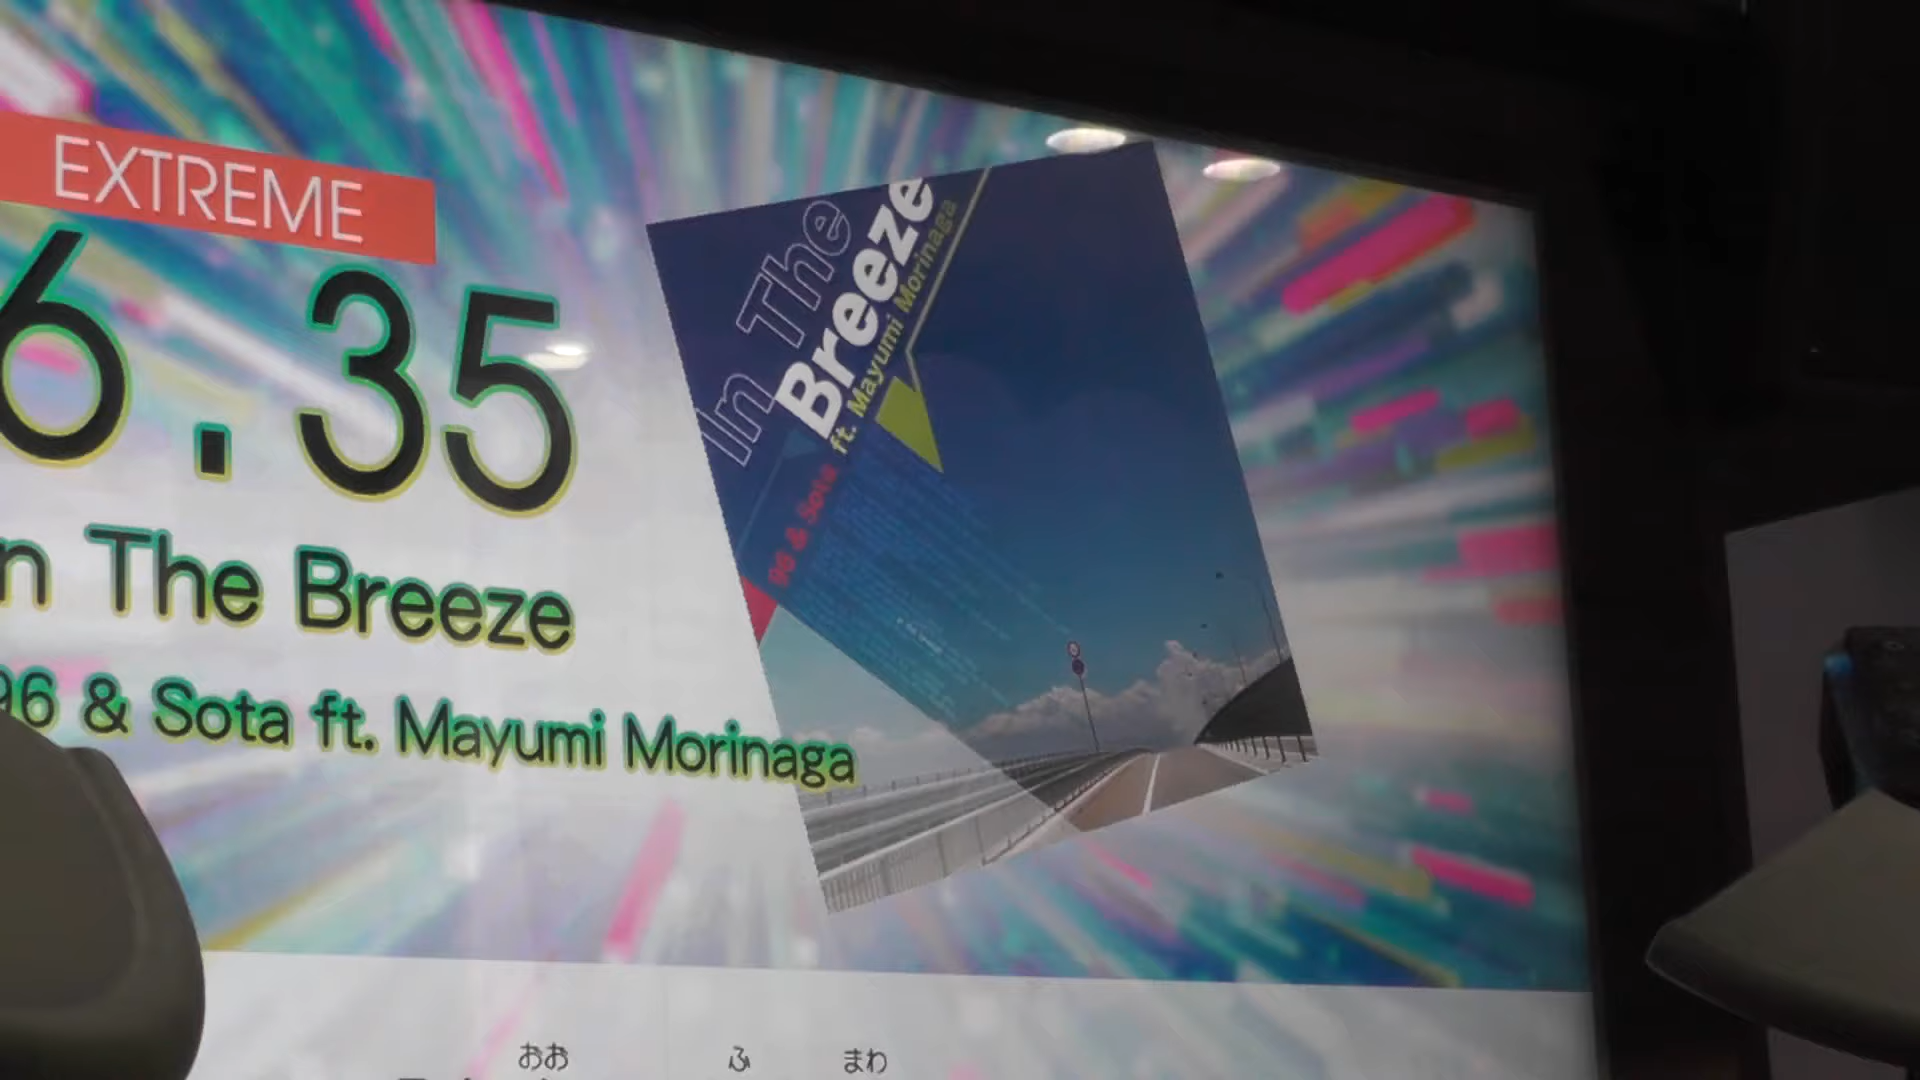 EXTREME
6.35
n The Breeze
96 & Sota ft. Mayumi Morinaga
In The
Breeze
ft. Mayumi Morinaga
96 & Sota
おお ふ まわ